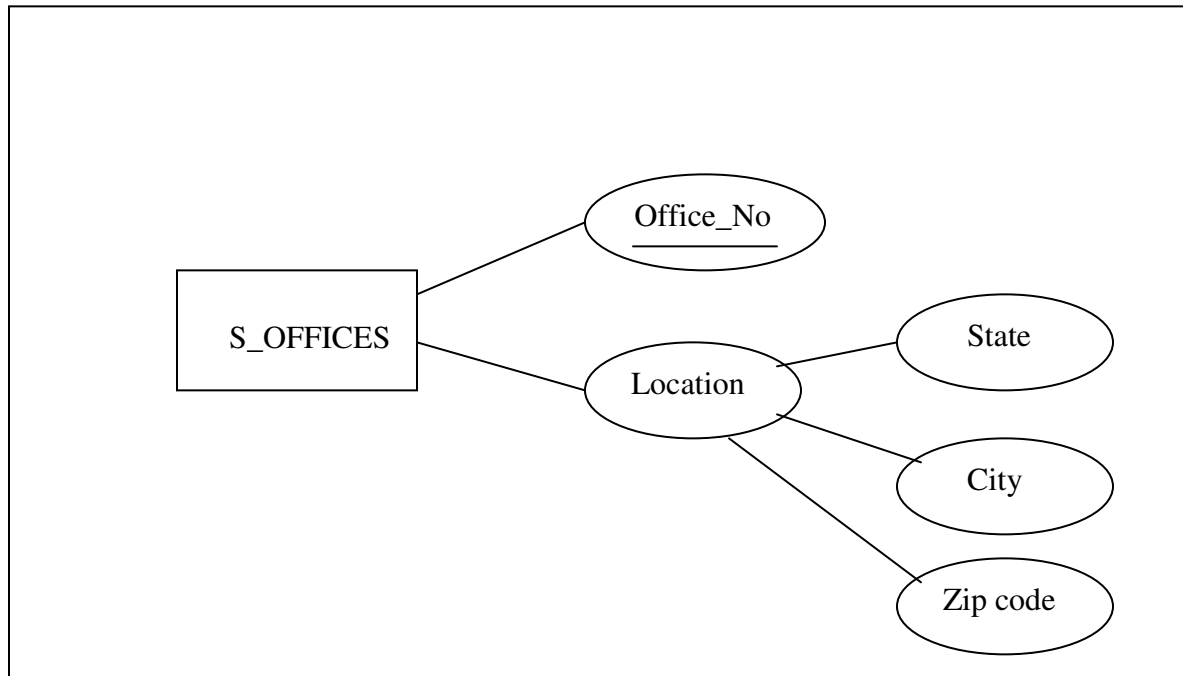 Office_No
S_OFFICES
State
Location
City
Zip code